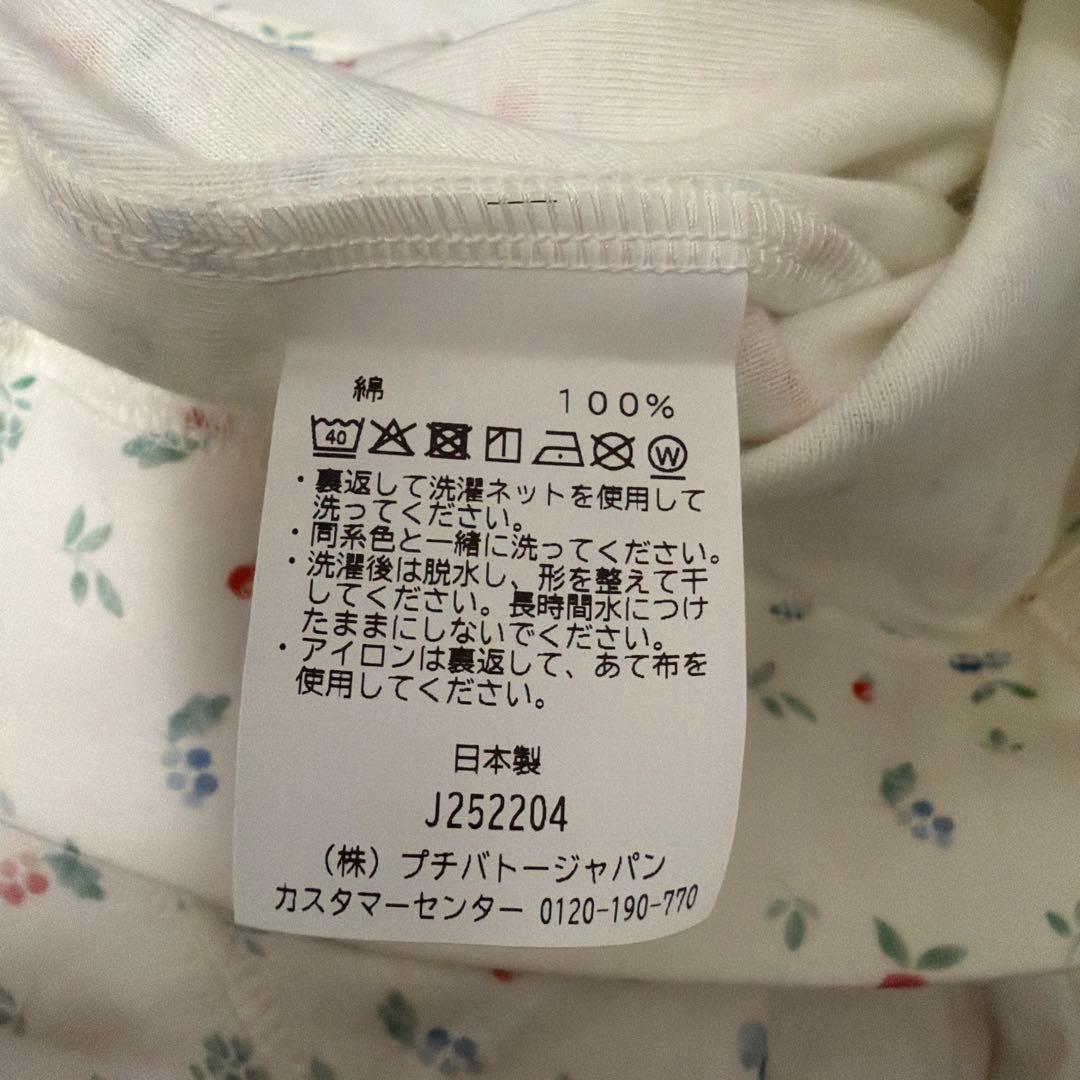 綿 100%
40 W
・裏返して洗濯ネットを使用して
洗ってください。
・同系色と一緒に洗ってください。
・洗濯後は脱水し、形を整えて干
してください。長時間水につけ
たままにしないでください。
・アイロンは裏返して、あて布を
使用してください。
日本製
J252204
(株) プチバトージャパン
カスタマーセンター 0120-190-770